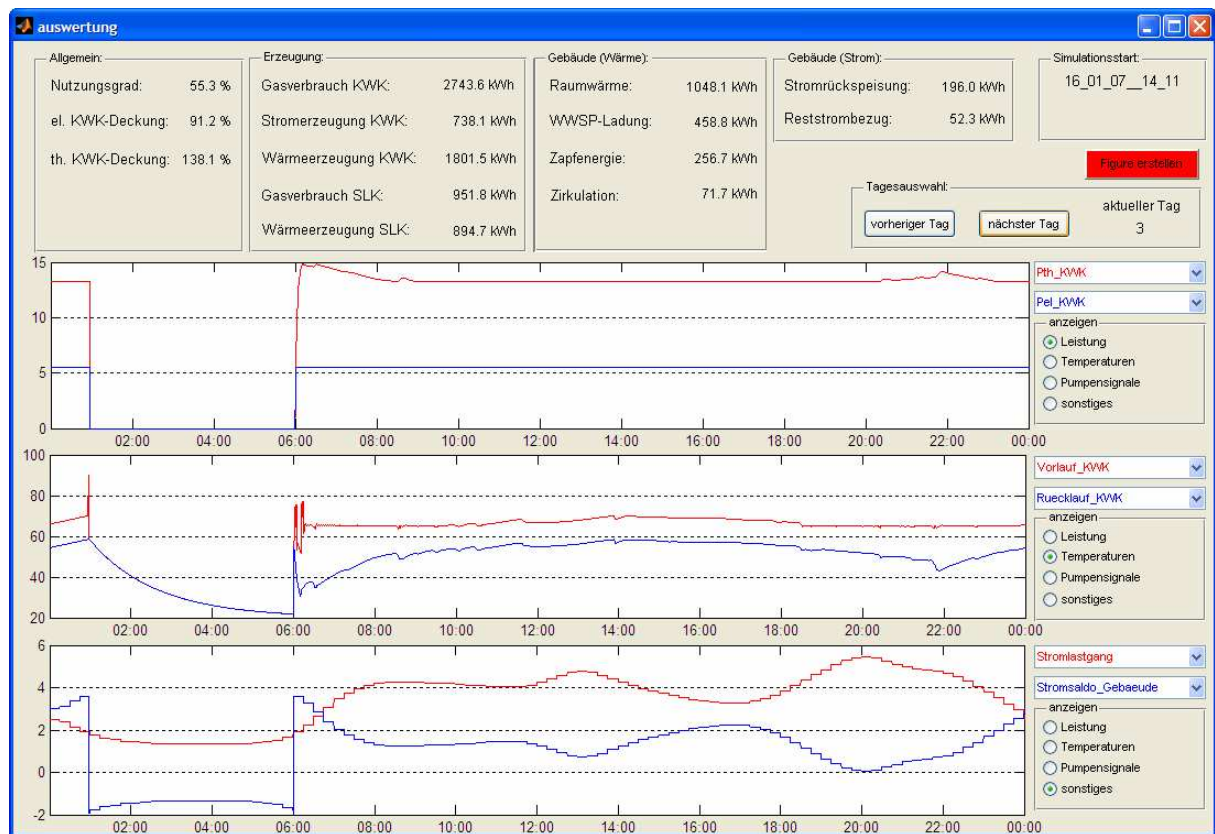 auswertung
Allgemein:
Nutzungsgrad: 55.3 %
el. KWK-Deckung: 91.2 %
th. KWK-Deckung: 138.1 %
Erzeugung:
Gasverbrauch KWK: 2743.6 kWh
Stromerzeugung KWK: 738.1 kWh
Wärmeerzeugung KWK: 1801.5 kWh
Gasverbrauch SLK: 951.8 kWh
Wärmeerzeugung SLK: 894.7 kWh
Gebäude (Wärme):
Raumwärme: 1048.1 kWh
WWSP-Ladung: 458.8 kWh
Zapfenergie: 256.7 kWh
Zirkulation: 71.7 kWh
Gebäude (Strom):
Stromrückspeisung: 196.0 kWh
Reststrombezug: 52.3 kWh
Simulationsstart:
16_01_07__14_11
Figure erstellen
Tagesauswahl:
vorheriger Tag
nächster Tag
aktueller Tag
3
15
10
5
0
02:00 04:00 06:00 08:00 10:00 12:00 14:00 16:00 18:00 20:00 22:00 00:00
Pth_KWK
Pel_KWK
anzeigen
Leistung
Temperaturen
Pumpensignale
sonstiges
100
80
60
40
20
02:00 04:00 06:00 08:00 10:00 12:00 14:00 16:00 18:00 20:00 22:00 00:00
Vorlauf_KWK
Ruecklauf_KWK
anzeigen
Leistung
Temperaturen
Pumpensignale
sonstiges
6
4
2
0
-2
02:00 04:00 06:00 08:00 10:00 12:00 14:00 16:00 18:00 20:00 22:00 00:00
Stromlastgang
Stromsaldo_Gebaeude
anzeigen
Leistung
Temperaturen
Pumpensignale
sonstiges